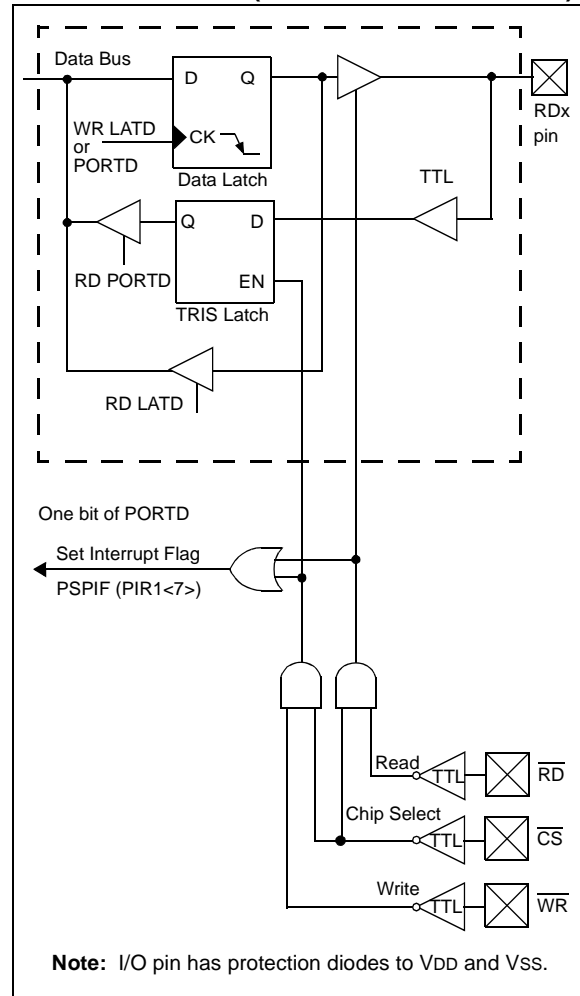 Data Bus
D Q
WR LATD
or
PORTD
CK
Data Latch
RDx
pin
TTL
Q D
RD PORTD
EN
TRIS Latch
RD LATD
One bit of PORTD
Set Interrupt Flag
PSPIF (PIR1<7>)
Read
TTL
RD
Chip Select
TTL
CS
Write
TTL
WR
Note: I/O pin has protection diodes to VDD and VSS.